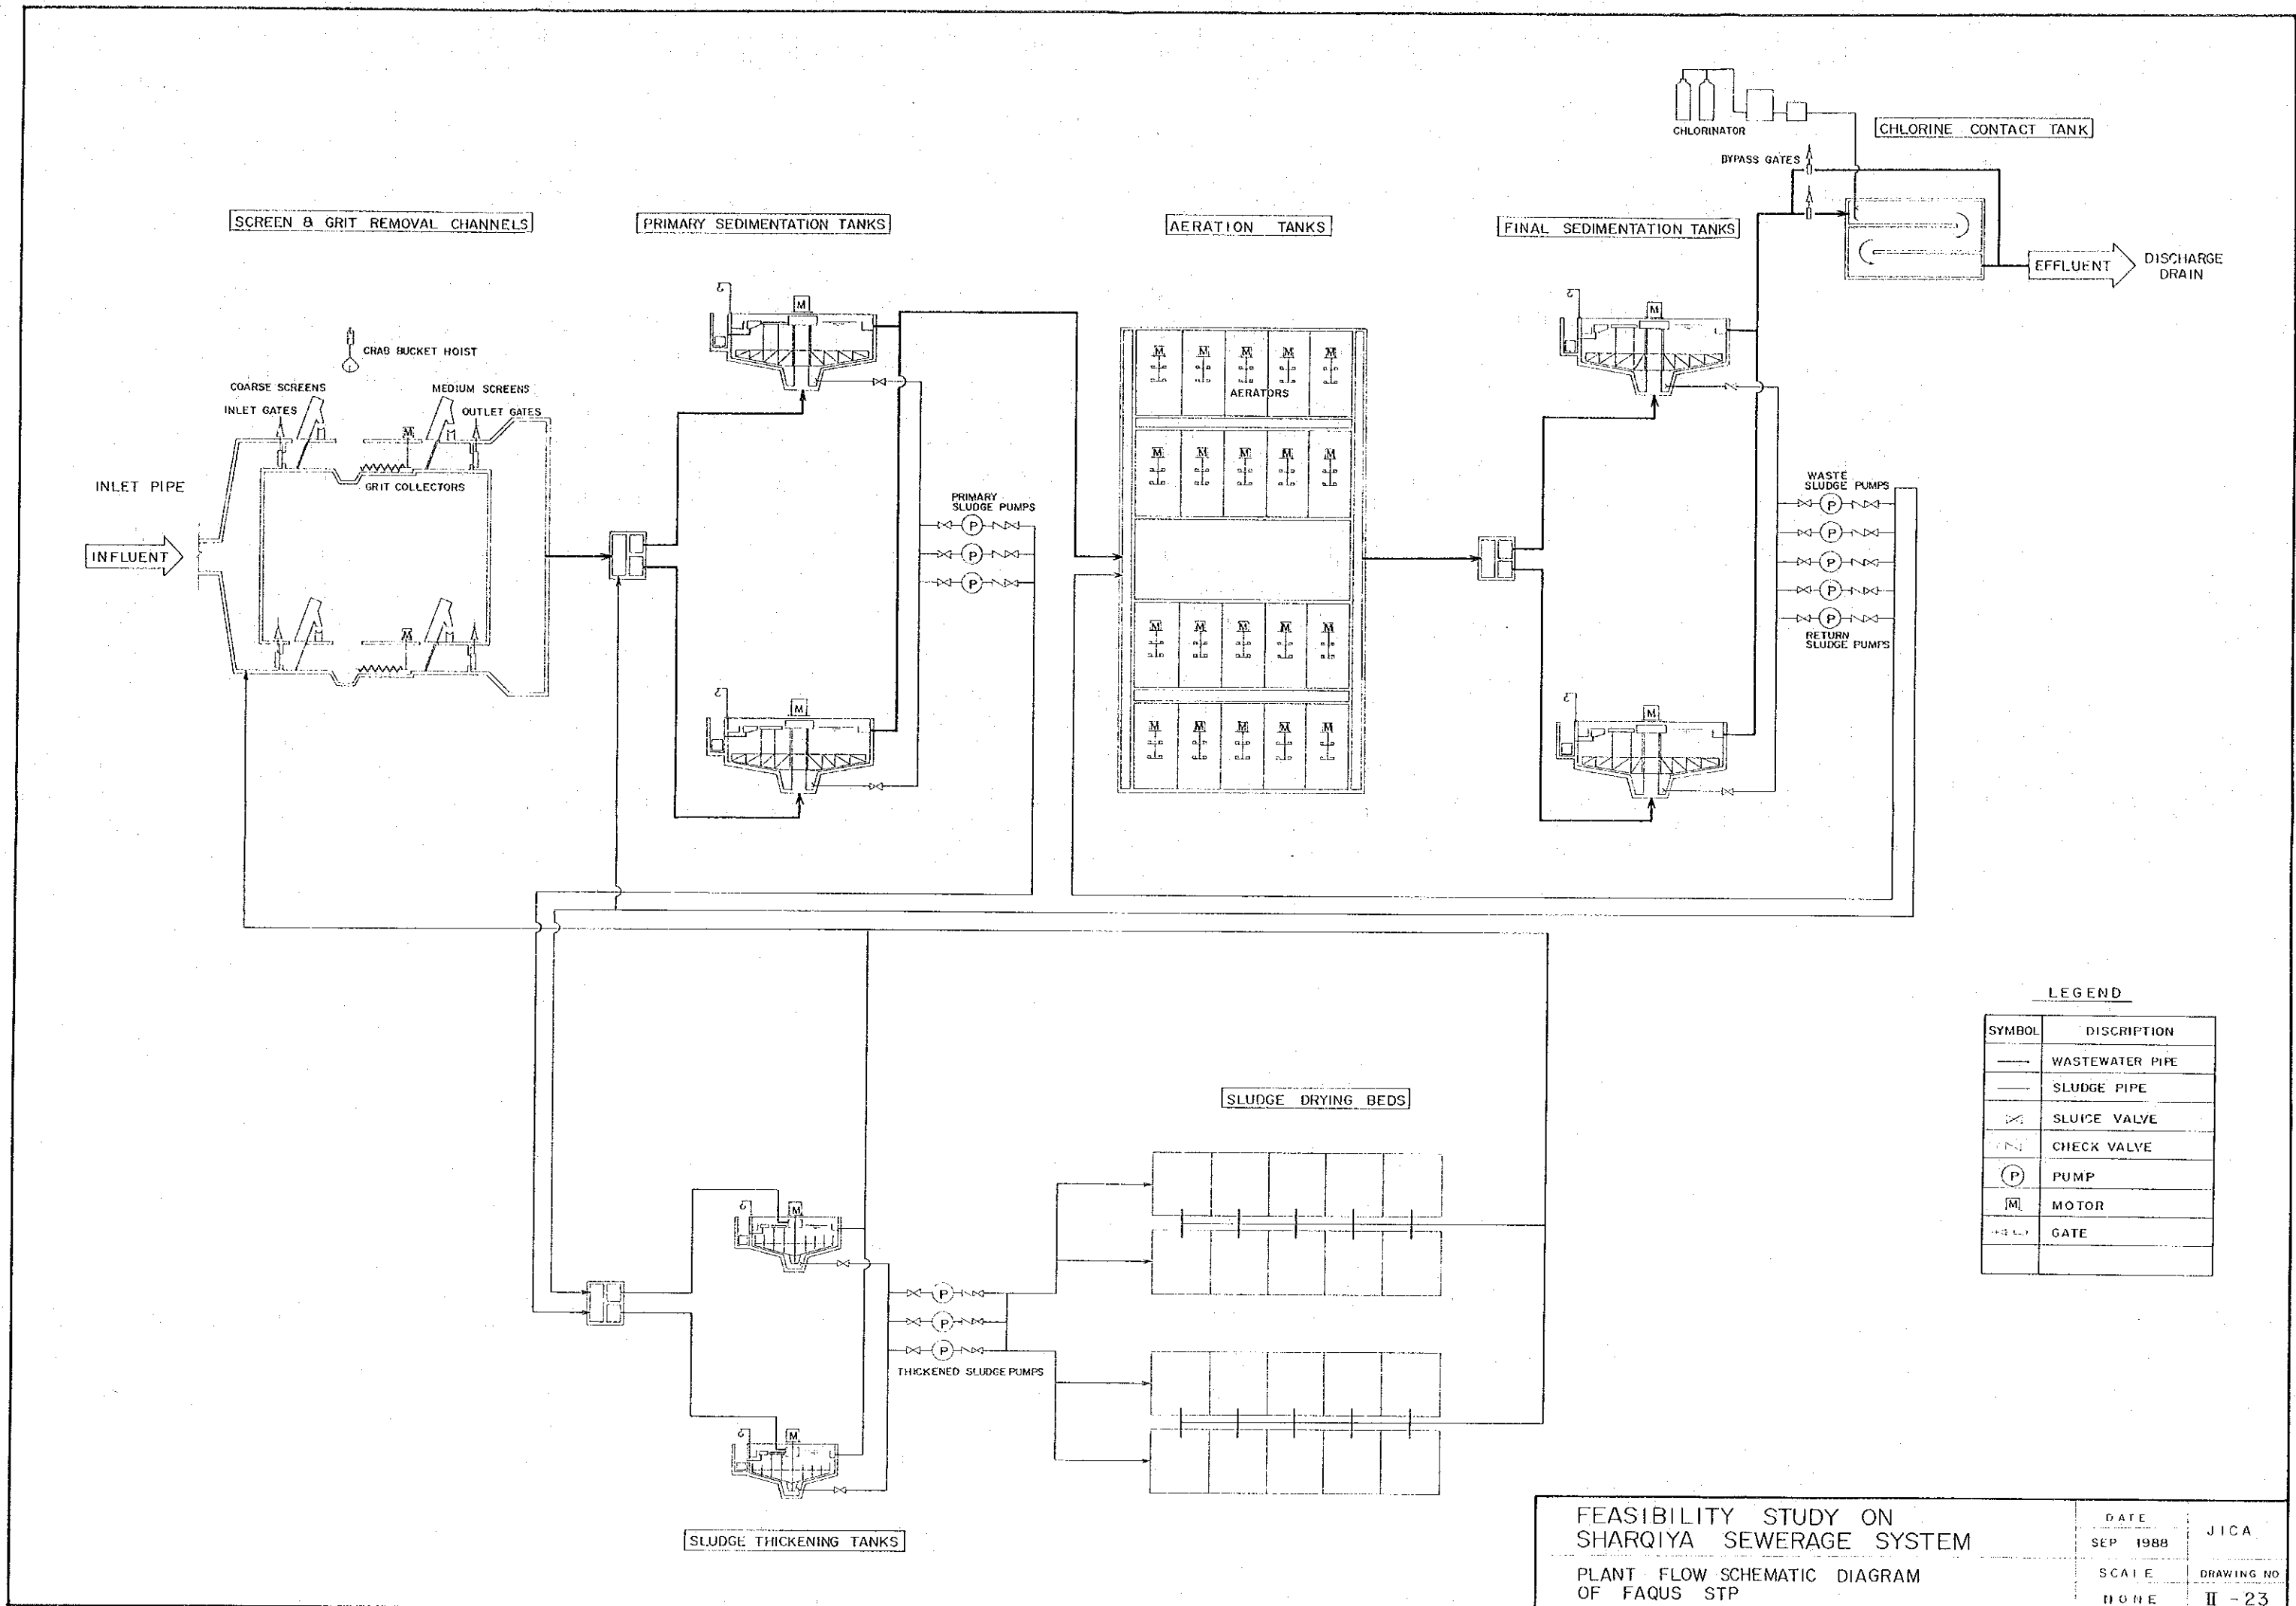 CHLORINATOR
CHLORINE CONTACT TANK
BYPASS GATES
SCREEN & GRIT REMOVAL CHANNELS
PRIMARY SEDIMENTATION TANKS
AERATION TANKS
FINAL SEDIMENTATION TANKS
EFFLUENT
DISCHARGE
DRAIN
M
M
CRAB BUCKET HOIST
COARSE SCREENS
MEDIUM SCREENS
INLET GATES
OUTLET GATES
M
M M M M M
AERATORS
M M M M M
GRIT COLLECTORS
INLET PIPE
INFLUENT
PRIMARY
SLUDGE PUMPS
P
P
P
WASTE
SLUDGE PUMPS
P
P
P
P
P
RETURN
SLUDGE PUMPS
M
M M M M M
M M M M M
M
M
LEGEND
SYMBOL DISCRIPTION
WASTEWATER PIPE
SLUDGE PIPE
SLUICE VALVE
CHECK VALVE
P PUMP
M MOTOR
GATE
SLUDGE DRYING BEDS
M
P
P
P
THICKENED SLUDGE PUMPS
M
SLUDGE THICKENING TANKS
FEASIBILITY STUDY ON
SHARQIYA SEWERAGE SYSTEM
PLANT FLOW SCHEMATIC DIAGRAM
OF FAQUS STP
DATE
SEP 1988
JICA
SCALE
NONE
DRAWING NO
II - 23